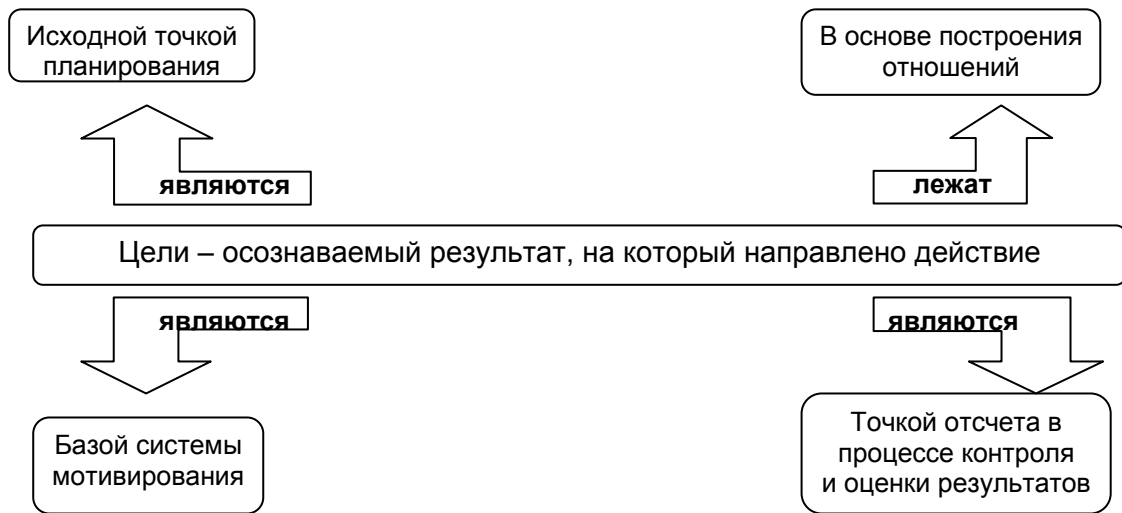 Исходной точкой
планирования
В основе построения
отношений
являются
лежат
Цели – осознаваемый результат, на который направлено действие
являются
являются
Базой системы
мотивирования
Точкой отсчета в
процессе контроля
и оценки результатов